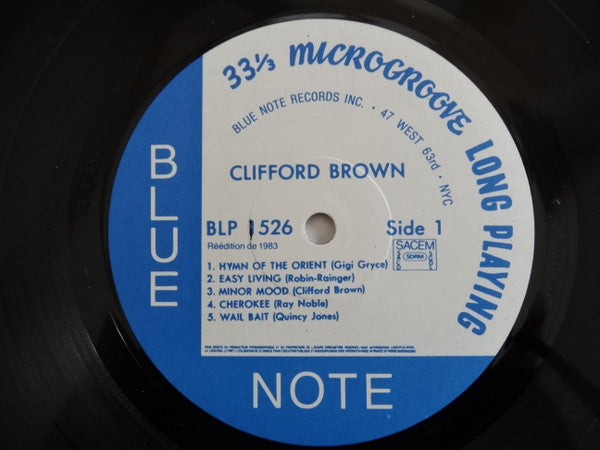 33⅓ MICROGROOVE LONG PLAYING
BLUE NOTE RECORDS INC. • 47 WEST 63rd • NYC
BLUE
CLIFFORD BROWN
BLP 1526 Side 1
Réédition de 1983
SACEM
SDRM
1. HYMN OF THE ORIENT (Gigi Gryce)
2. EASY LIVING (Robin-Rainger)
3. MINOR MOOD (Clifford Brown)
4. CHEROKEE (Ray Noble)
5. WAIL BAIT (Quincy Jones)
NOTE